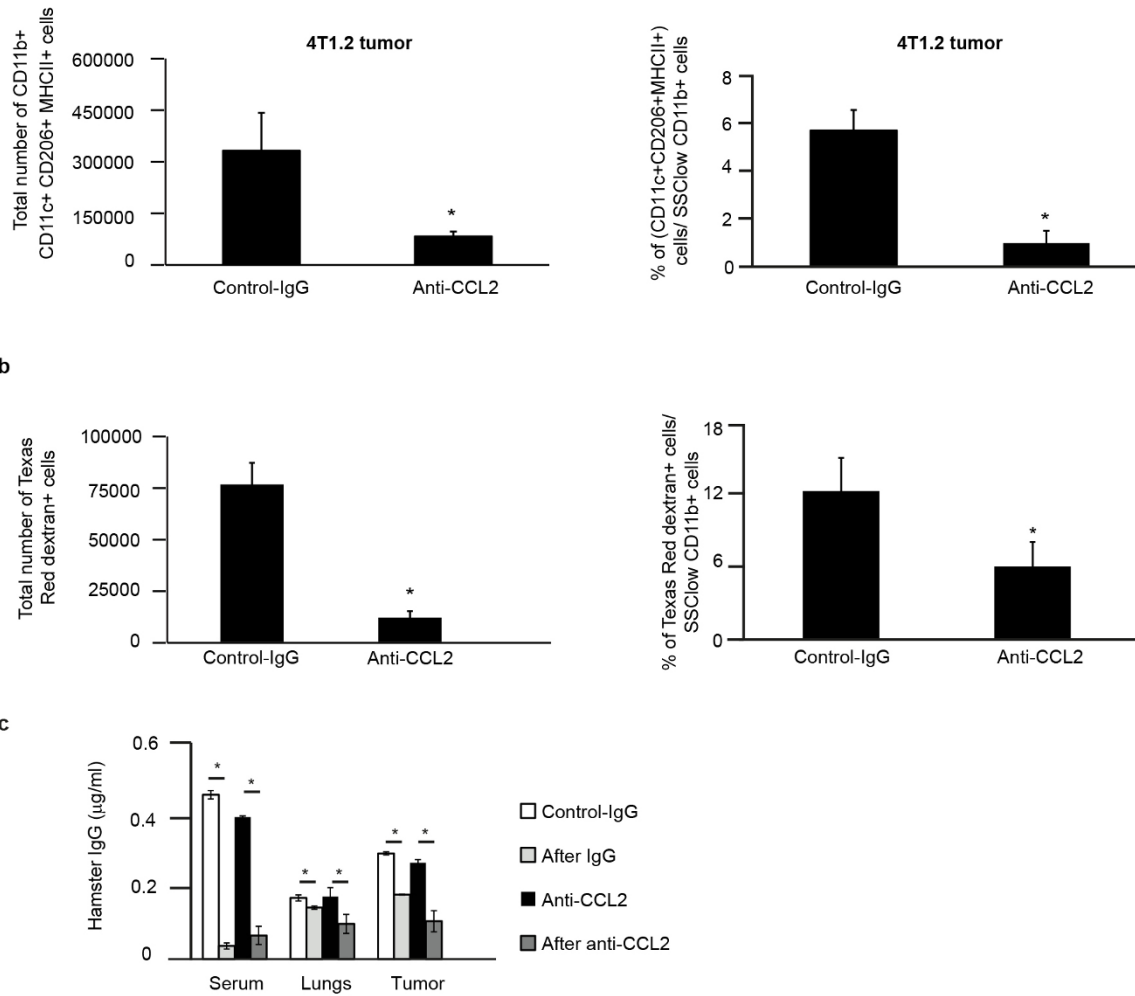 4T1.2 tumor
Total number of CD11b+
CD11c+ CD206+ MHCII+ cells
600000
450000
300000
150000
0
*
Control-IgG
Anti-CCL2
4T1.2 tumor
% of (CD11c+CD206+MHCII+)
cells/ SSClow CD11b+ cells
8
6
4
2
0
*
Control-IgG
Anti-CCL2
b
Total number of Texas
Red dextran+ cells
100000
75000
50000
25000
0
*
Control-IgG
Anti-CCL2
% of Texas Red dextran+ cells/
SSClow CD11b+ cells
18
12
6
0
*
Control-IgG
Anti-CCL2
c
Hamster IgG (µg/ml)
0.6
0.4
0.2
0
* *
* *
* *
Serum
Lungs
Tumor
Control-IgG
After IgG
Anti-CCL2
After anti-CCL2